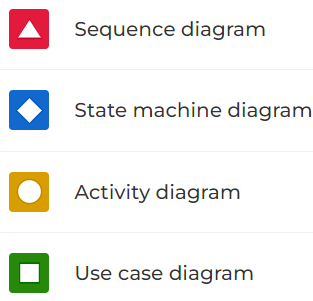 Sequence diagram
State machine diagram
Activity diagram
Use case diagram